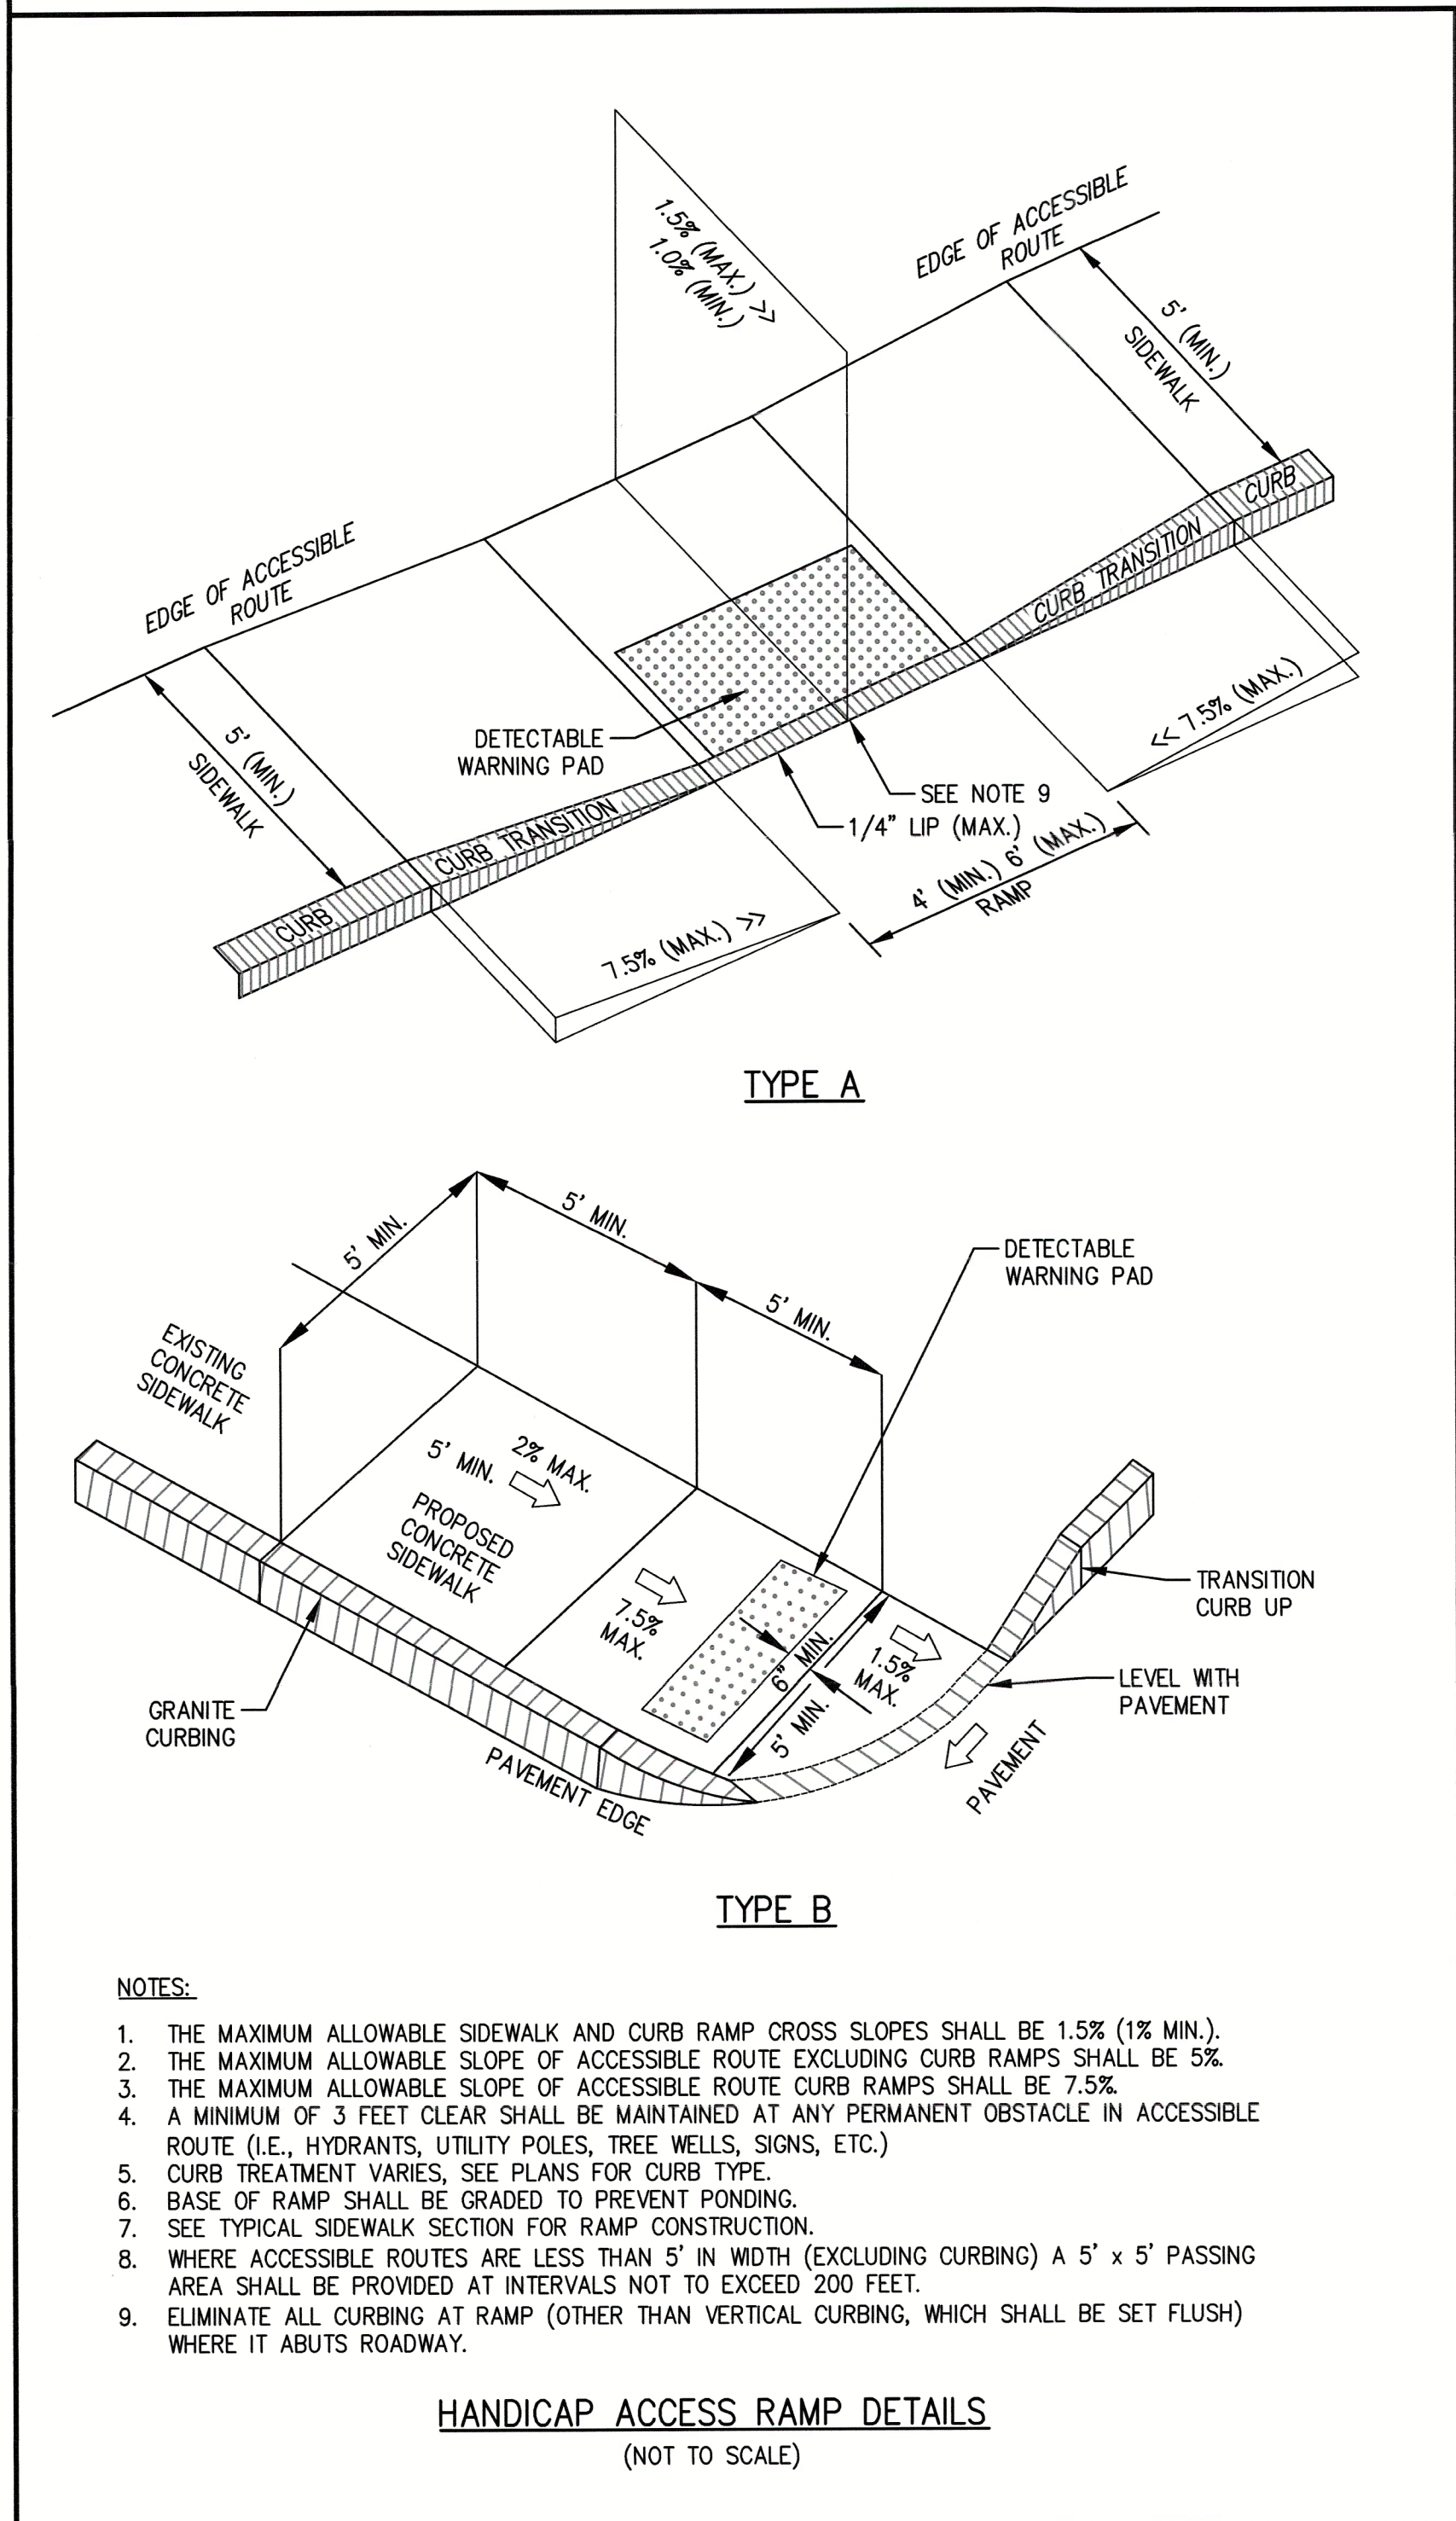 1.5% (MAX.) >>
1.0% (MIN.)
EDGE OF ACCESSIBLE
ROUTE
5' (MIN.)
SIDEWALK
CURB
CURB TRANSITION
<< 7.5% (MAX.)
EDGE OF ACCESSIBLE
ROUTE
5' (MIN.)
SIDEWALK
DETECTABLE
WARNING PAD
SEE NOTE 9
1/4" LIP (MAX.)
4' (MIN.) 6' (MAX.)
RAMP
CURB TRANSITION
CURB
7.5% (MAX.) >>
TYPE A
5' MIN.
5' MIN.
5' MIN.
DETECTABLE
WARNING PAD
EXISTING
CONCRETE
SIDEWALK
2% MAX.
5' MIN.
PROPOSED
CONCRETE
SIDEWALK
7.5%
MAX.
6" MIN.
1.5%
MAX.
5' MIN.
TRANSITION
CURB UP
LEVEL WITH
PAVEMENT
GRANITE
CURBING
PAVEMENT EDGE
PAVEMENT
TYPE B
NOTES:
1. THE MAXIMUM ALLOWABLE SIDEWALK AND CURB RAMP CROSS SLOPES SHALL BE 1.5% (1% MIN.).
2. THE MAXIMUM ALLOWABLE SLOPE OF ACCESSIBLE ROUTE EXCLUDING CURB RAMPS SHALL BE 5%.
3. THE MAXIMUM ALLOWABLE SLOPE OF ACCESSIBLE ROUTE CURB RAMPS SHALL BE 7.5%.
4. A MINIMUM OF 3 FEET CLEAR SHALL BE MAINTAINED AT ANY PERMANENT OBSTACLE IN ACCESSIBLE
ROUTE (I.E., HYDRANTS, UTILITY POLES, TREE WELLS, SIGNS, ETC.)
5. CURB TREATMENT VARIES, SEE PLANS FOR CURB TYPE.
6. BASE OF RAMP SHALL BE GRADED TO PREVENT PONDING.
7. SEE TYPICAL SIDEWALK SECTION FOR RAMP CONSTRUCTION.
8. WHERE ACCESSIBLE ROUTES ARE LESS THAN 5' IN WIDTH (EXCLUDING CURBING) A 5' x 5' PASSING
AREA SHALL BE PROVIDED AT INTERVALS NOT TO EXCEED 200 FEET.
9. ELIMINATE ALL CURBING AT RAMP (OTHER THAN VERTICAL CURBING, WHICH SHALL BE SET FLUSH)
WHERE IT ABUTS ROADWAY.
HANDICAP ACCESS RAMP DETAILS
(NOT TO SCALE)